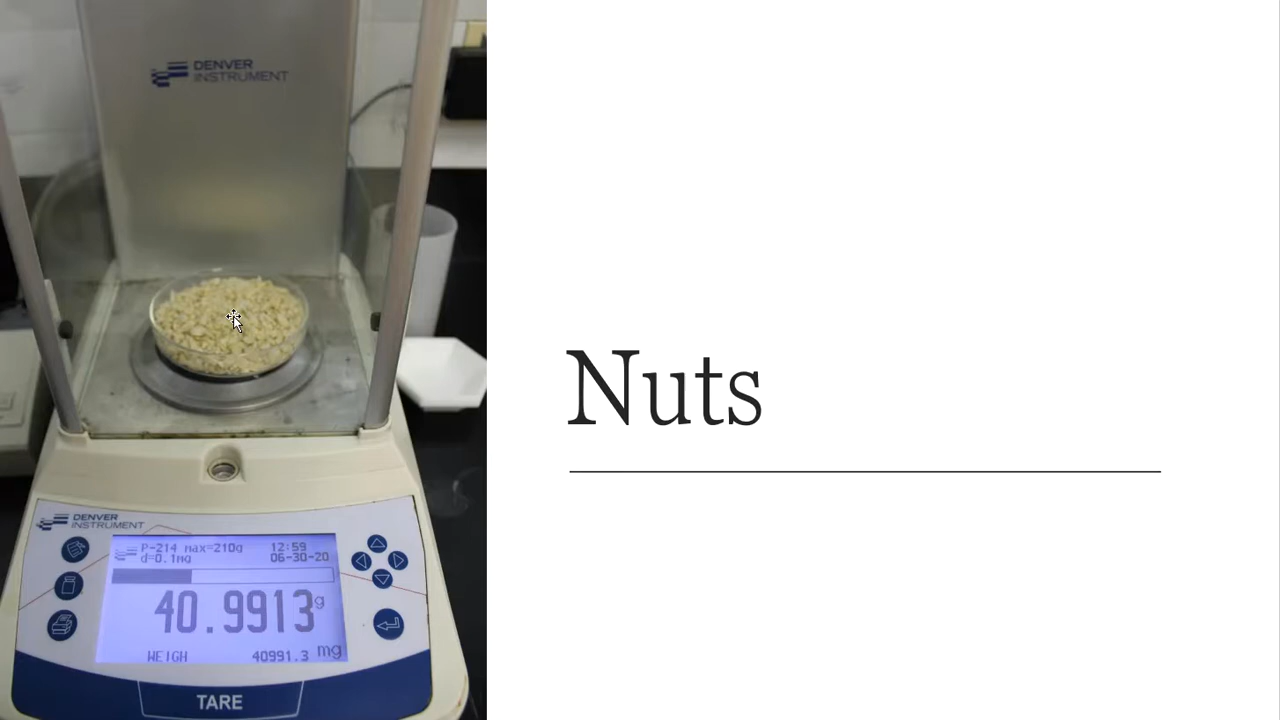 DENVER
INSTRUMENT
Nuts
DENVER
INSTRUMENT
P-214 max=210g 12:59
d=0.1mg 06-30-20
40.9913g
WEIGH 40991.3 mg
TARE